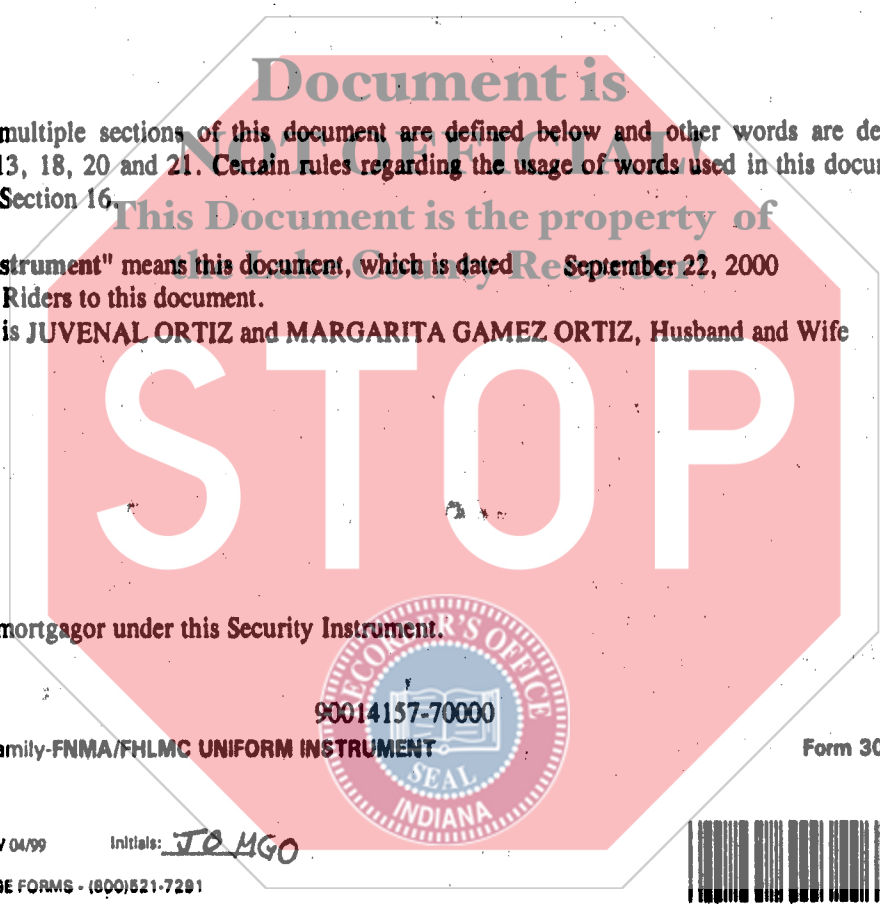 Document is
multiple sections of this document are defined below and other words are de
NOT OFFICIAL!
13, 18, 20 and 21. Certain rules regarding the usage of words used in this docu
Section 16.
This Document is the property of
the Lake County Recorder!
strument" means this document, which is dated September 22, 2000
Riders to this document.
is JUVENAL ORTIZ and MARGARITA GAMEZ ORTIZ, Husband and Wife
STOP
mortgagor under this Security Instrument.
RECORDER'S OFFICE
90014157-70000
amily-FNMA/FHLMC UNIFORM INSTRUMENT Form 30
SEAL
INDIANA
04/99 Initials: JO MGO
E FORMS - (800)521-7291